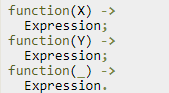 function(X) ->
  Expression;
function(Y) ->
  Expression;
function(_) ->
  Expression.